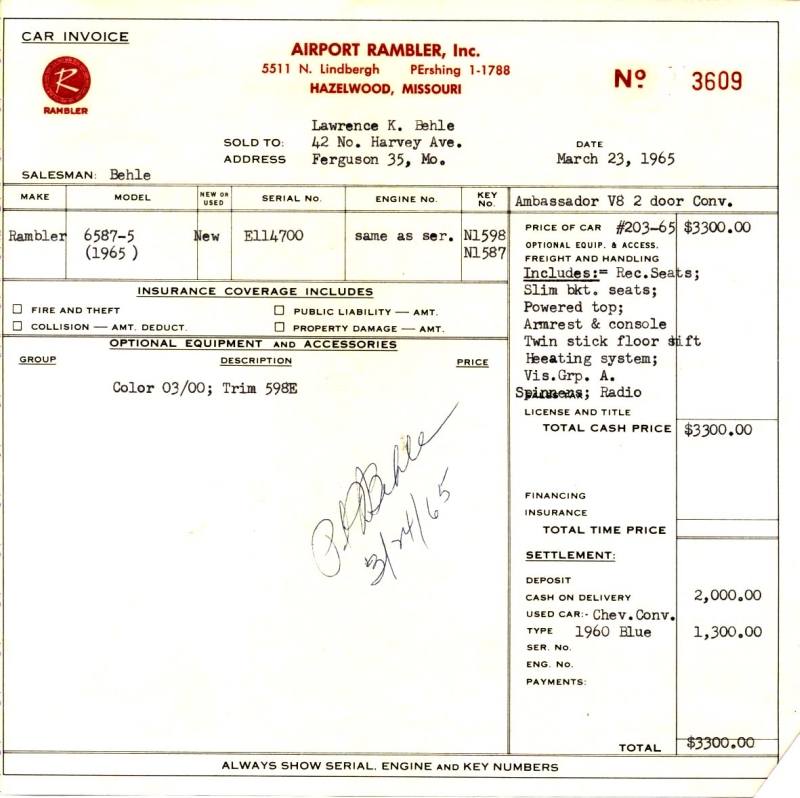 CAR INVOICE
R
RAMBLER
AIRPORT RAMBLER, Inc.
5511 N. Lindbergh PErshing 1-1788
HAZELWOOD, MISSOURI
Nº 3609
Lawrence K. Behle
SOLD TO: 42 No. Harvey Ave.
ADDRESS Ferguson 35, Mo.
DATE
March 23, 1965
SALESMAN: Behle
MAKE MODEL NEW OR USED SERIAL No. ENGINE No. KEY No.
Rambler 6587-5 New E114700 same as ser. N1598
(1965 ) N1587
INSURANCE COVERAGE INCLUDES
FIRE AND THEFT PUBLIC LIABILITY — AMT.
COLLISION — AMT. DEDUCT. PROPERTY DAMAGE — AMT.
OPTIONAL EQUIPMENT AND ACCESSORIES
GROUP DESCRIPTION PRICE
Color 03/00; Trim 598E
Behle
3/24/65
Ambassador V8 2 door Conv.
PRICE OF CAR #203-65 $3300.00
OPTIONAL EQUIP. & ACCESS.
FREIGHT AND HANDLING
Includes:= Rec.Seats;
Slim bkt. seats;
Powered top;
Armrest & console
Twin stick floor sift
Heeating system;
Vis.Grp. A.
Spinners; Radio
LICENSE AND TITLE
TOTAL CASH PRICE $3300.00
FINANCING
INSURANCE
TOTAL TIME PRICE
SETTLEMENT:
DEPOSIT
CASH ON DELIVERY 2,000.00
USED CAR:- Chev.Conv.
TYPE 1960 Blue 1,300.00
SER. No.
ENG. No.
PAYMENTS:
TOTAL $3300.00
ALWAYS SHOW SERIAL, ENGINE AND KEY NUMBERS